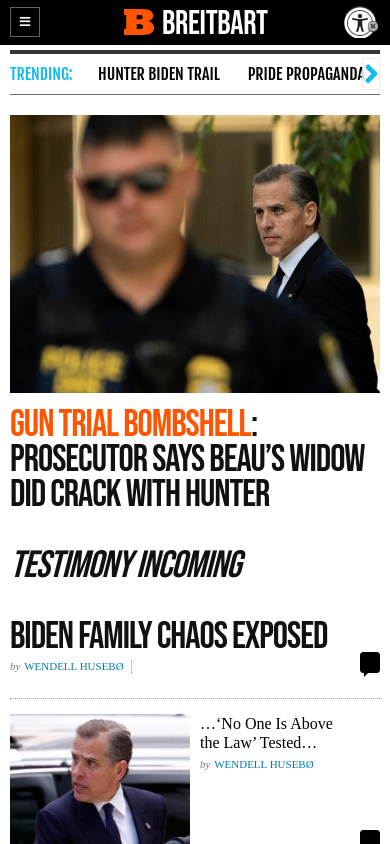 B BREITBART
TRENDING: HUNTER BIDEN TRAIL PRIDE PROPAGANDA
POLICE
GUN TRIAL BOMBSHELL:
PROSECUTOR SAYS BEAU’S WIDOW
DID CRACK WITH HUNTER
TESTIMONY INCOMING
BIDEN FAMILY CHAOS EXPOSED
by WENDELL HUSEBØ
…‘No One Is Above
the Law’ Tested…
by WENDELL HUSEBØ